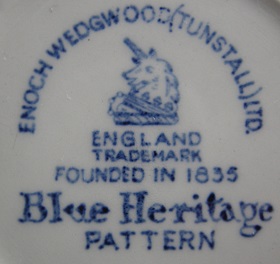 ENOCH WEDGWOOD (TUNSTALL) LTD.
ENGLAND
TRADEMARK
FOUNDED IN 1835
Blue Heritage
PATTERN